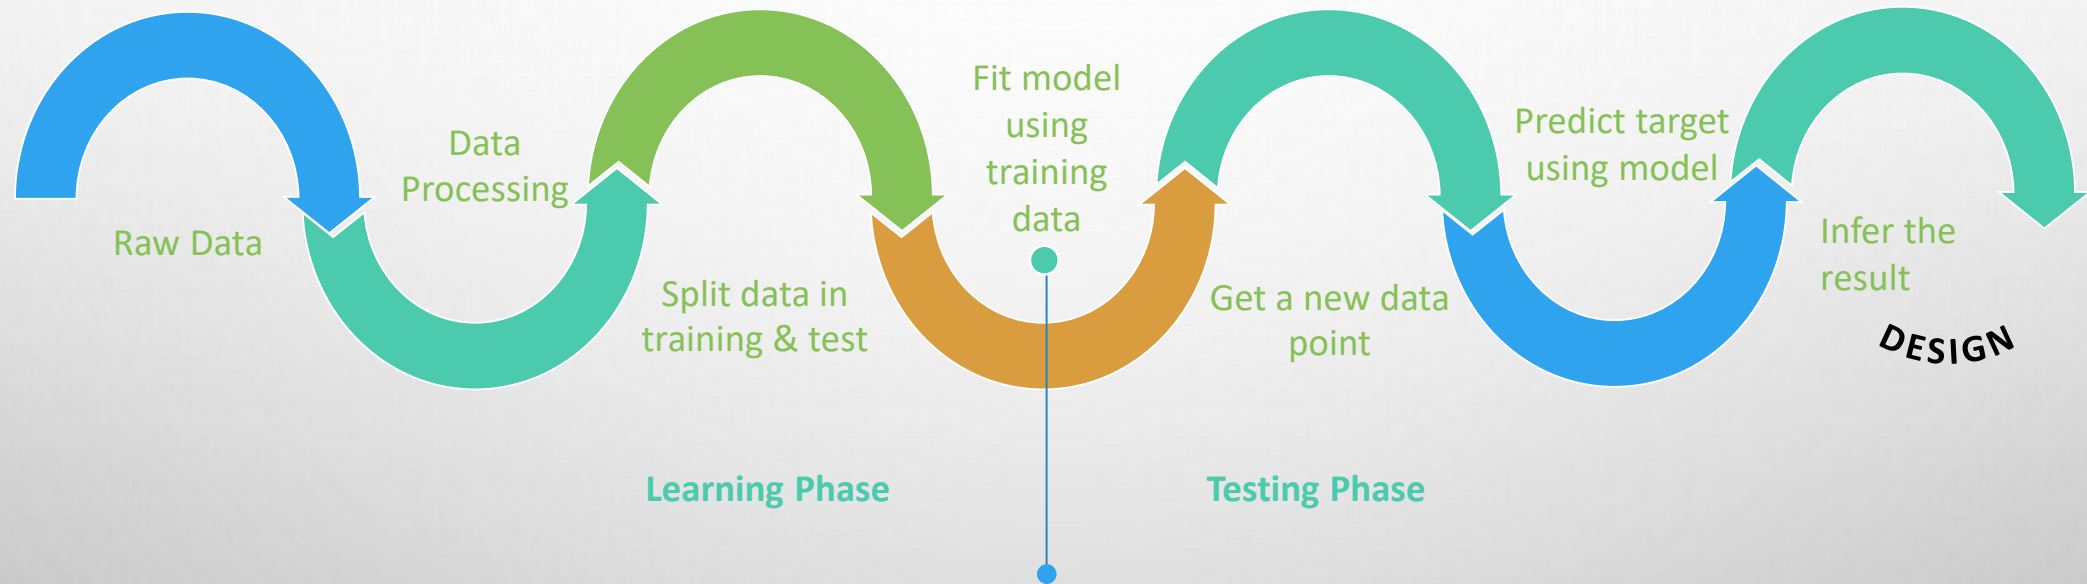 Raw Data
Data
Processing
Split data in
training & test
Fit model
using
training
data
Get a new data
point
Predict target
using model
Infer the
result
DESIGN
Learning Phase
Testing Phase